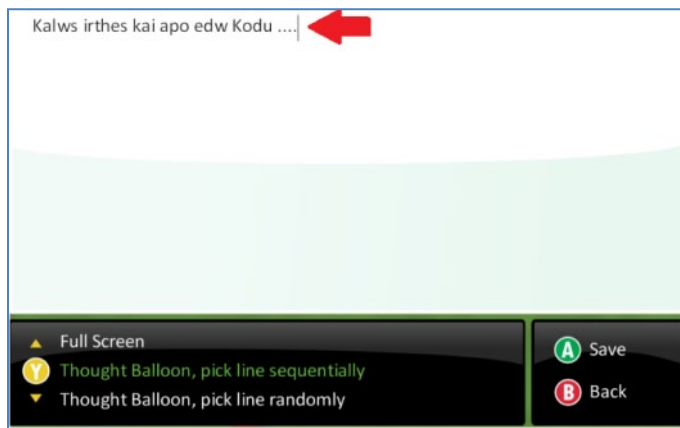 Kalws irthes kai apo edw Kodu ....
Full Screen
Y Thought Balloon, pick line sequentially
Thought Balloon, pick line randomly
A Save
B Back